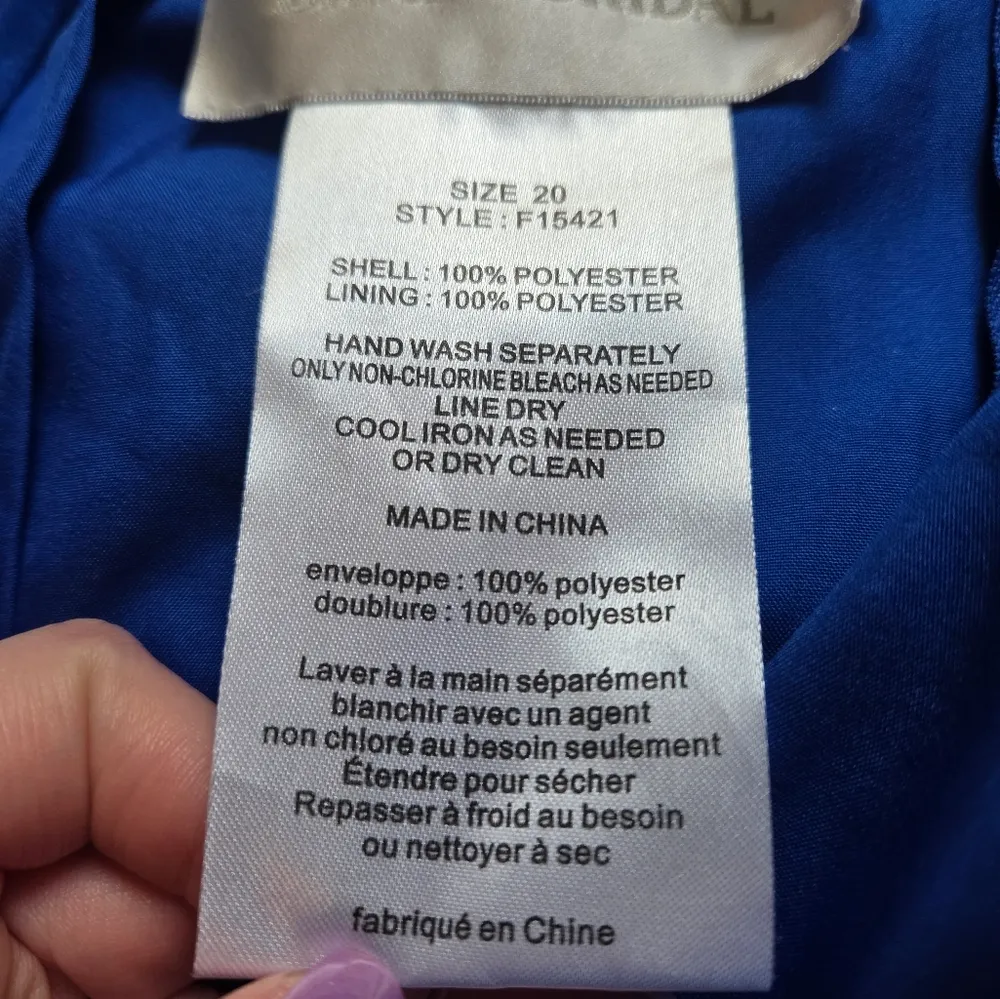 BRIDAL
SIZE 20
STYLE : F15421
SHELL : 100% POLYESTER
LINING : 100% POLYESTER
HAND WASH SEPARATELY
ONLY NON-CHLORINE BLEACH AS NEEDED
LINE DRY
COOL IRON AS NEEDED
OR DRY CLEAN
MADE IN CHINA
enveloppe : 100% polyester
doublure : 100% polyester
Laver à la main séparément
blanchir avec un agent
non chloré au besoin seulement
Étendre pour sécher
Repasser à froid au besoin
ou nettoyer à sec
fabriqué en Chine